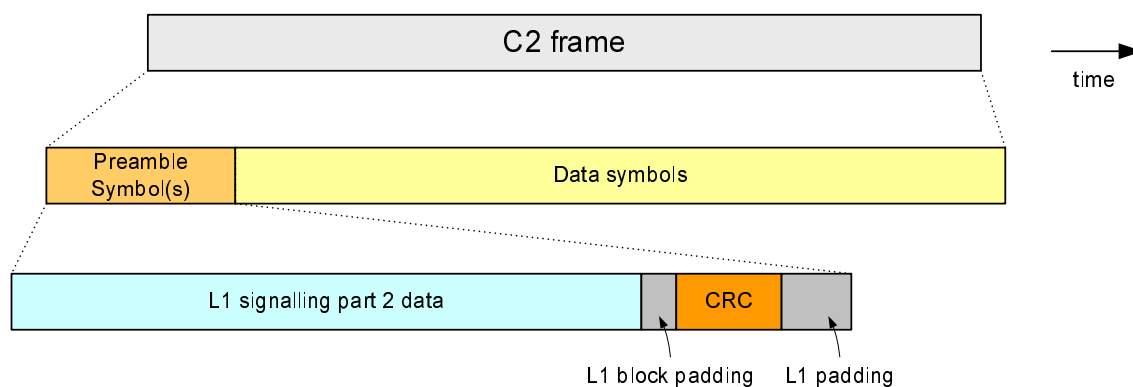 C2 frame
time
Preamble
Symbol(s)
Data symbols
L1 signalling part 2 data
CRC
L1 block padding
L1 padding